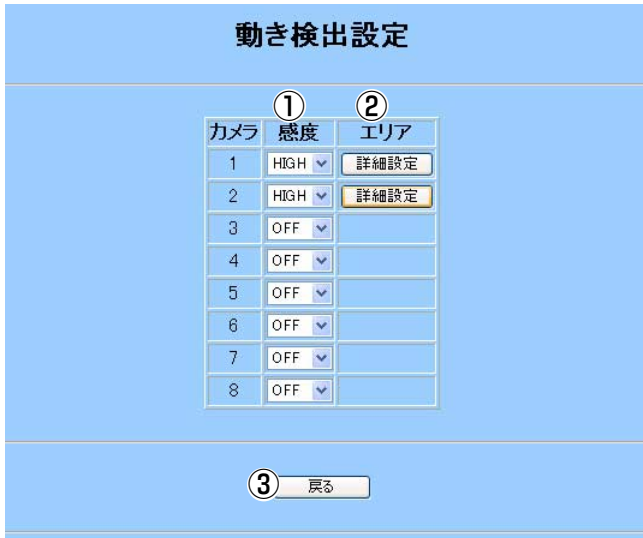 動き検出設定
① ②
カメラ 感度 エリア
1 HIGH 詳細設定
2 HIGH 詳細設定
3 OFF
4 OFF
5 OFF
6 OFF
7 OFF
8 OFF
③ 戻る